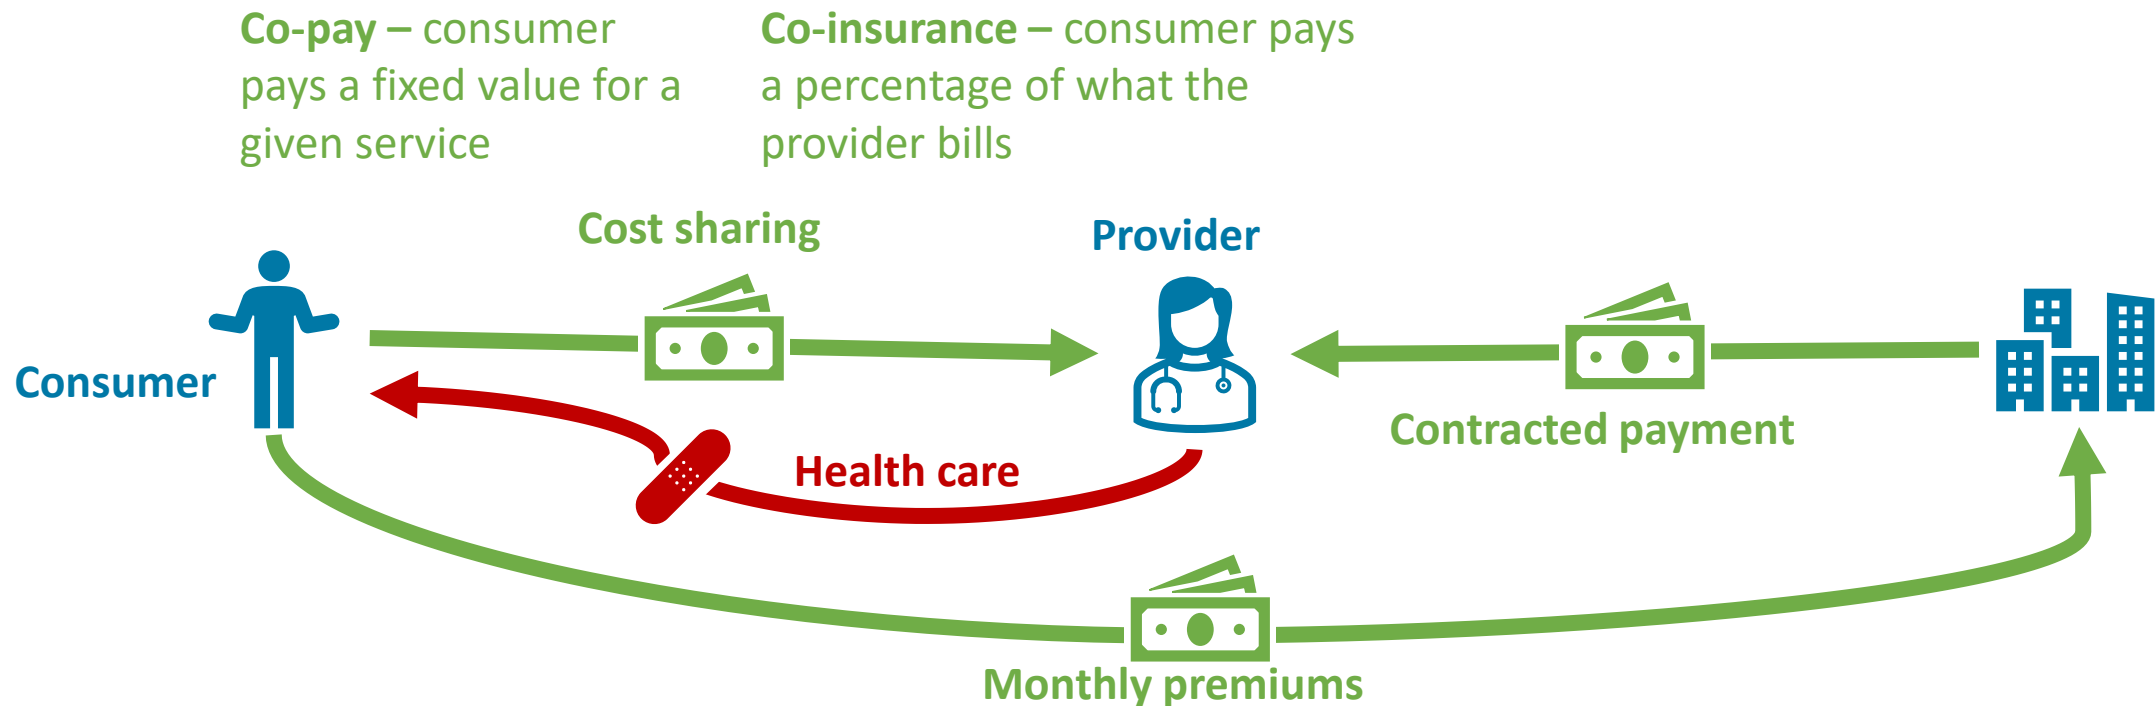 Co-pay – consumer
pays a fixed value for a
given service
Co-insurance – consumer pays
a percentage of what the
provider bills
Cost sharing
Provider
Consumer
Contracted payment
Health care
Monthly premiums